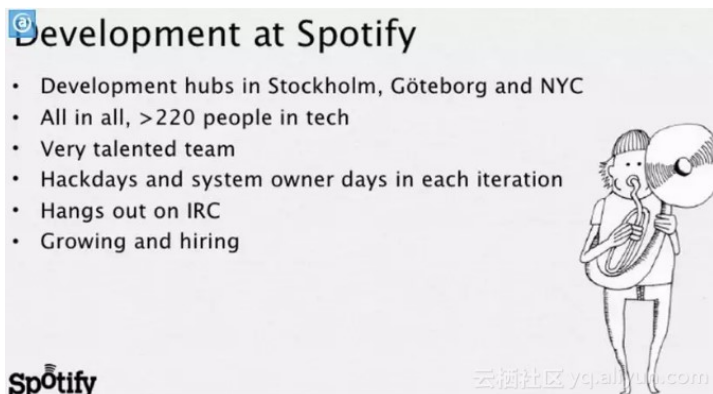 Development at Spotify
• Development hubs in Stockholm, Göteborg and NYC
• All in all, >220 people in tech
• Very talented team
• Hackdays and system owner days in each iteration
• Hangs out on IRC
• Growing and hiring
Spotify
云栖社区 yq.aliyun.com